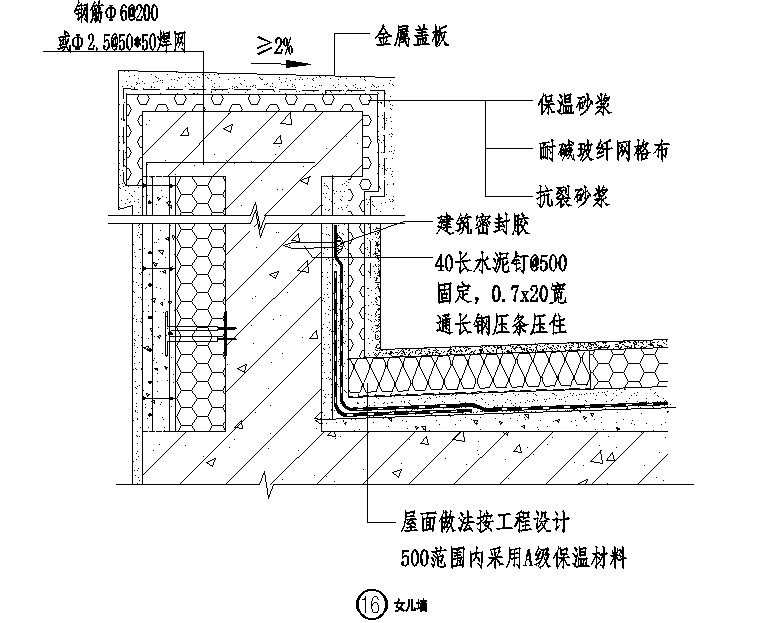 钢筋Φ6@200
或Φ2.5@50*50焊网
≥2%
金属盖板
保温砂浆
耐碱玻纤网格布
抗裂砂浆
建筑密封胶
40长水泥钉@500
固定，0.7x20宽
通长钢压条压住
屋面做法按工程设计
500范围内采用A级保温材料
16 女儿墙